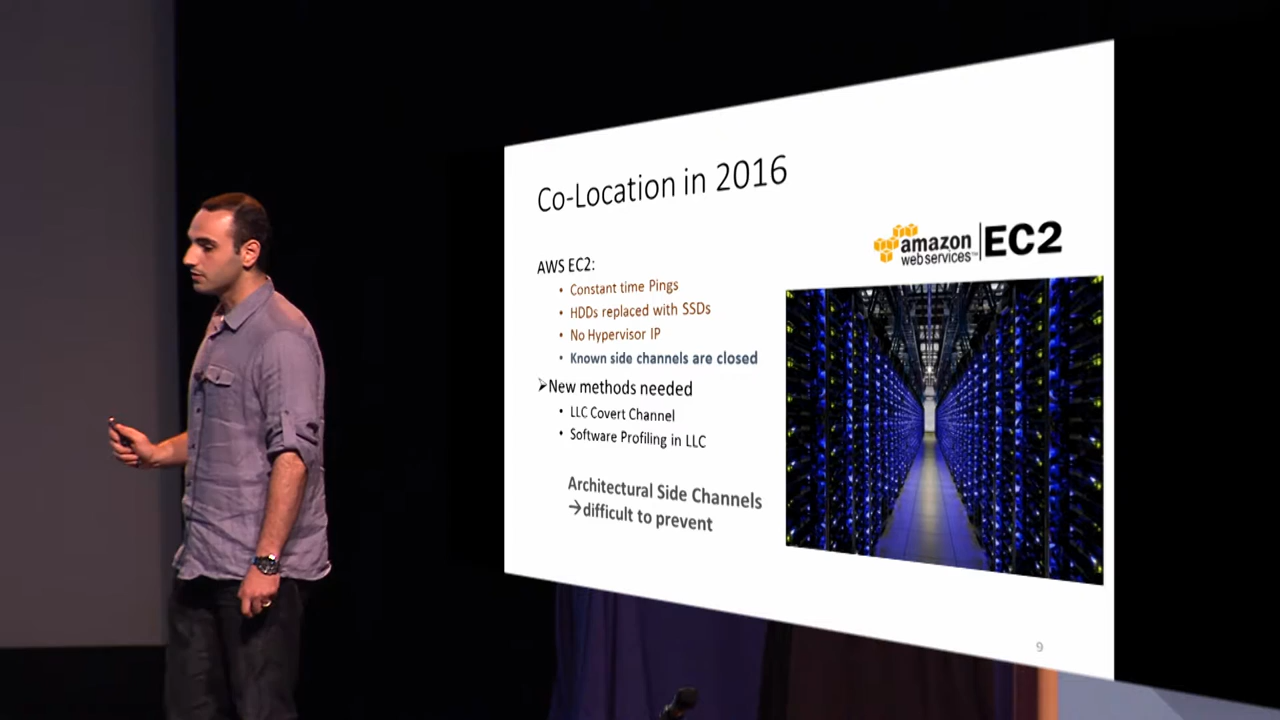 Co-Location in 2016
amazon
web services™
EC2
AWS EC2:
• Constant time Pings
• HDDs replaced with SSDs
• No Hypervisor IP
• Known side channels are closed
➢New methods needed
• LLC Covert Channel
• Software Profiling in LLC
Architectural Side Channels
→difficult to prevent
9